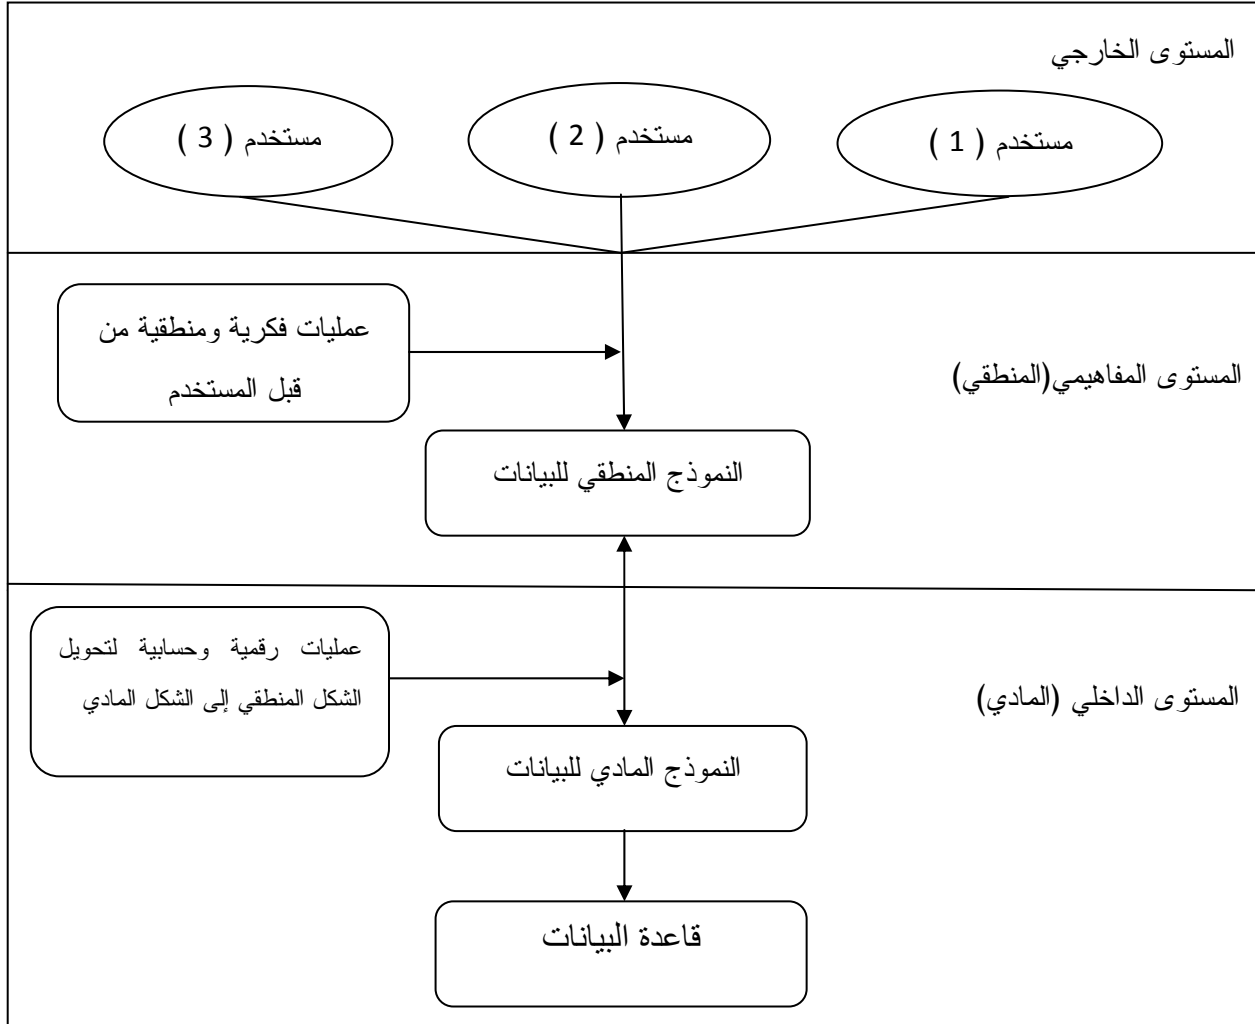 المستوى الخارجي
مستخدم ( 1 )
مستخدم ( 2 )
مستخدم ( 3 )
عمليات فكرية ومنطقية من
قبل المستخدم
المستوى المفاهيمي(المنطقي)
النموذج المنطقي للبيانات
عمليات رقمية وحسابية لتحويل
الشكل المنطقي إلى الشكل المادي
المستوى الداخلي (المادي)
النموذج المادي للبيانات
قاعدة البيانات